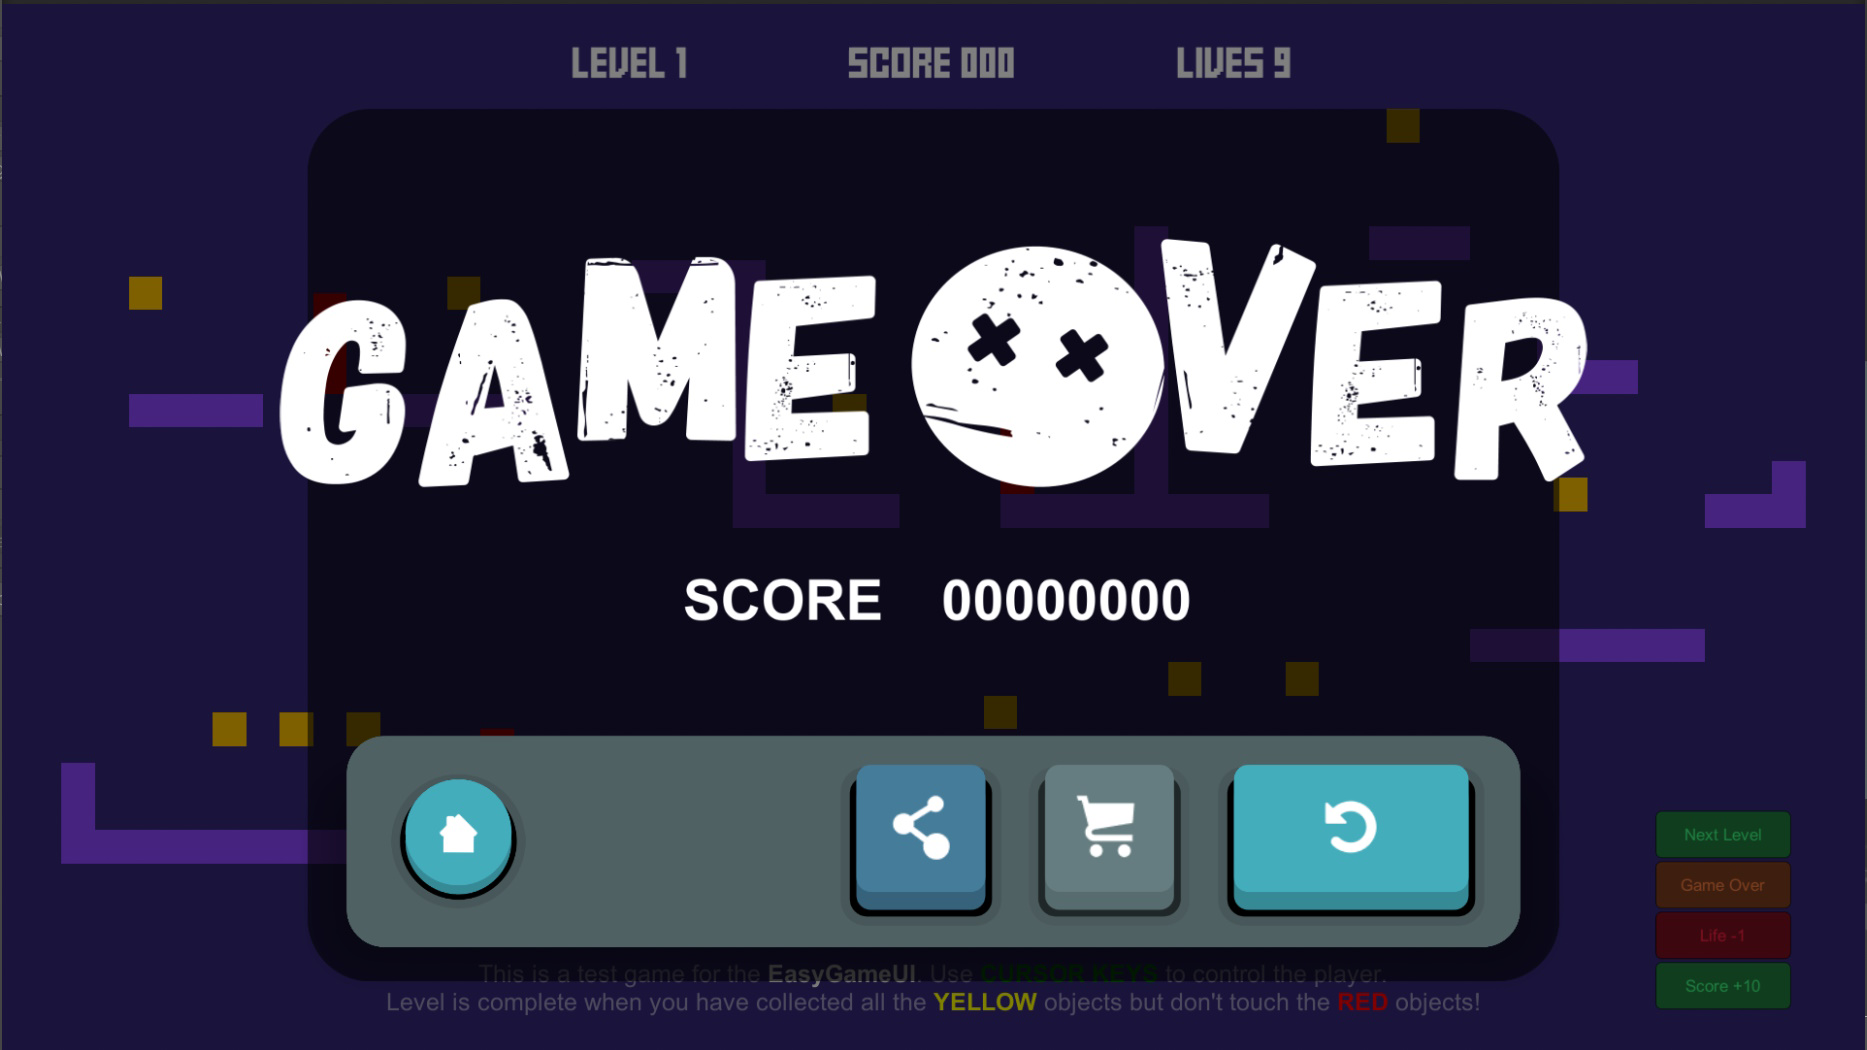 LEVEL 1 SCORE 000 LIVES 9
GAME OVER
SCORE 00000000
Next Level
Game Over
Life -1
Score +10
This is a test game for the EasyGameUI. Use CURSOR KEYS to control the player.
Level is complete when you have collected all the YELLOW objects but don't touch the RED objects!